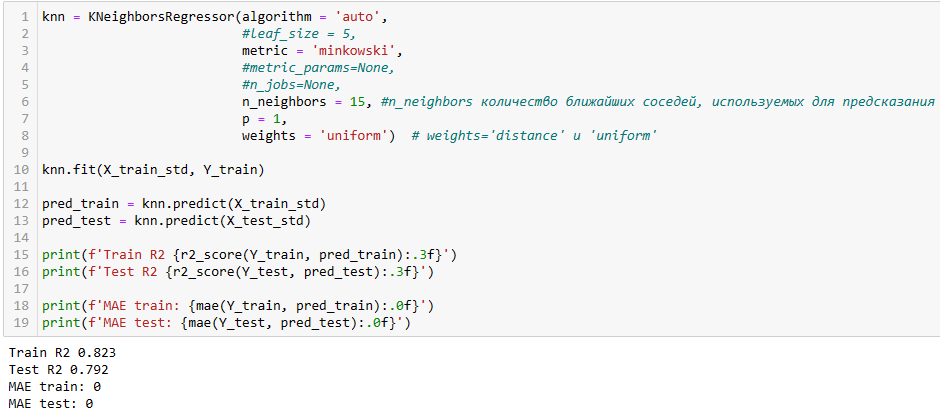 1 knn = KNeighborsRegressor(algorithm = 'auto',
2 #leaf_size = 5,
3 metric = 'minkowski',
4 #metric_params=None,
5 #n_jobs=None,
6 n_neighbors = 15, #n_neighbors количество ближайших соседей, используемых для предсказания
7 p = 1,
8 weights = 'uniform') # weights='distance' и 'uniform'
9
10 knn.fit(X_train_std, Y_train)
11
12 pred_train = knn.predict(X_train_std)
13 pred_test = knn.predict(X_test_std)
14
15 print(f'Train R2 {r2_score(Y_train, pred_train):.3f}')
16 print(f'Test R2 {r2_score(Y_test, pred_test):.3f}')
17
18 print(f'MAE train: {mae(Y_train, pred_train):.0f}')
19 print(f'MAE test: {mae(Y_test, pred_test):.0f}')
Train R2 0.823
Test R2 0.792
MAE train: 0
MAE test: 0